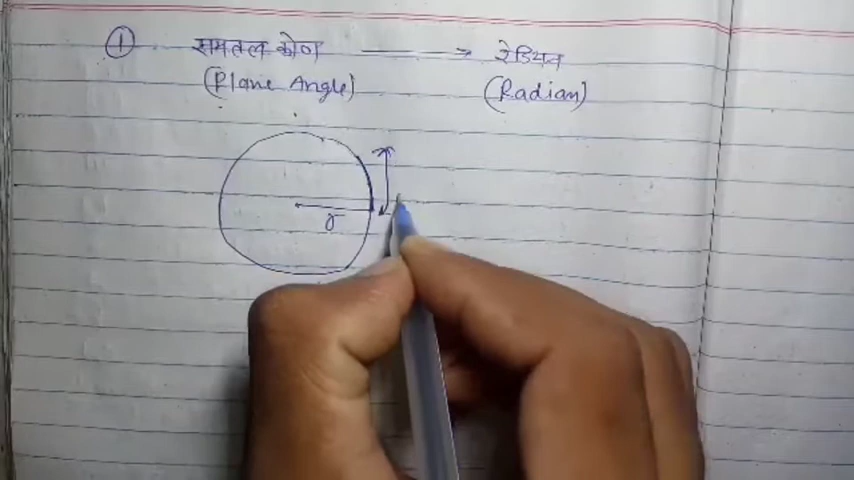 ① समतल कोण → रेडियन
(Plane Angle) (Radian)
r